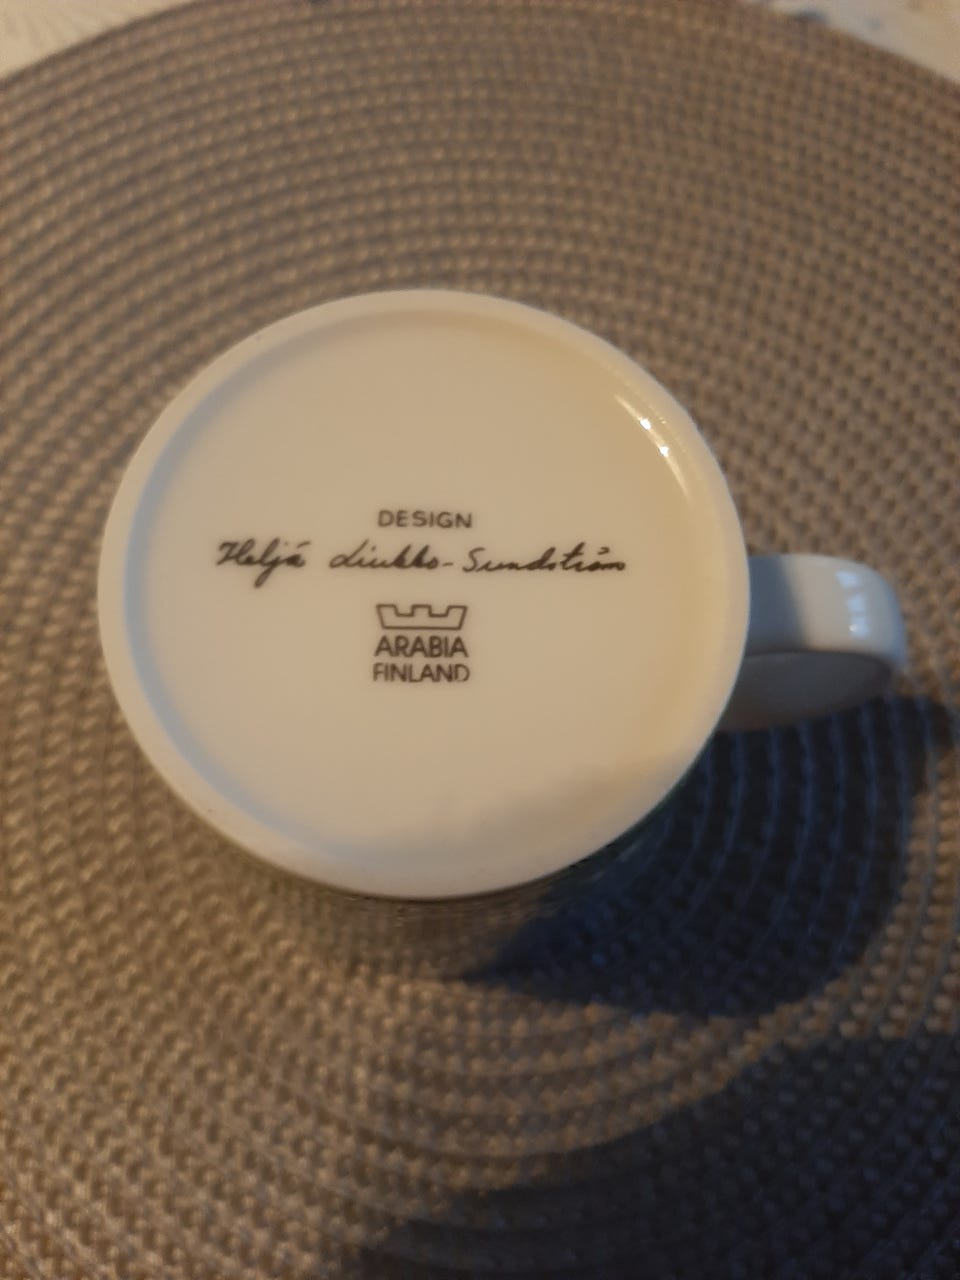 DESIGN
Heljä Liukko-Sundström
ARABIA
FINLAND